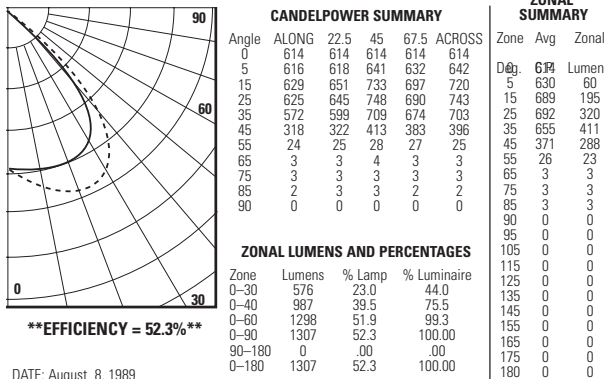 90
60
30
0
**EFFICIENCY = 52.3%**
DATE: August 8, 1989
CANDELPOWER SUMMARY
Angle ALONG 22.5 45 67.5 ACROSS
0 614 614 614 614 614
5 616 618 641 632 642
15 629 651 733 697 720
25 625 645 748 690 743
35 572 599 709 674 703
45 318 322 413 383 396
55 24 25 28 27 25
65 3 3 4 3 3
75 3 3 3 3 3
85 2 3 3 2 2
90 0 0 0 0 0
ZONAL LUMENS AND PERCENTAGES
Zone Lumens % Lamp % Luminaire
0–30 576 23.0 44.0
0–40 987 39.5 75.5
0–60 1298 51.9 99.3
0–90 1307 52.3 100.00
90–180 0 .00 .00
0–180 1307 52.3 100.00
ZONAL
SUMMARY
Zone Avg Zonal
Deg. C.P. Lumen
0 614
5 630 60
15 689 195
25 692 320
35 655 411
45 371 288
55 26 23
65 3 3
75 3 3
85 3 3
90 0 0
95 0 0
105 0 0
115 0 0
125 0 0
135 0 0
145 0 0
155 0 0
165 0 0
175 0 0
180 0 0